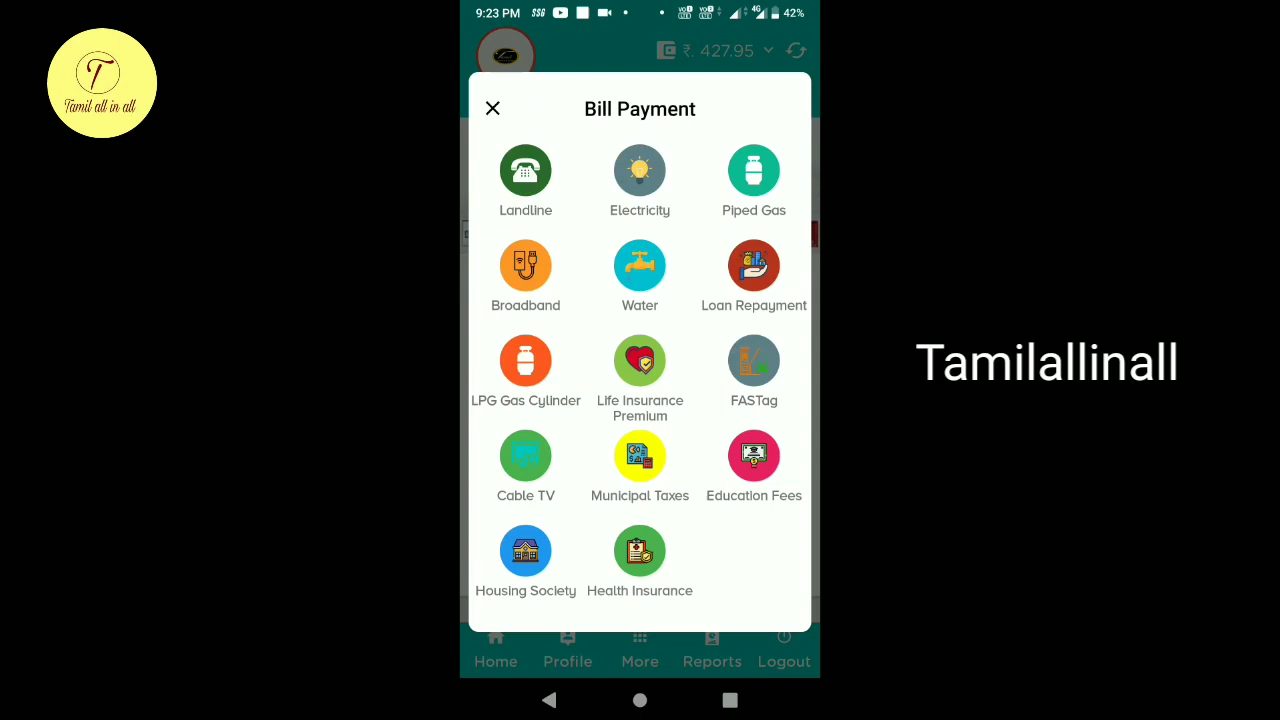 9:23 PM
42%
T
Tamil all in all
₹. 427.95
Bill Payment
Landline
Electricity
Piped Gas
Broadband
Water
Loan Repayment
LPG Gas Cylinder
Life Insurance
Premium
FASTag
Cable TV
Municipal Taxes
Education Fees
Housing Society
Health Insurance
Home
Profile
More
Reports
Logout
Tamilallinall